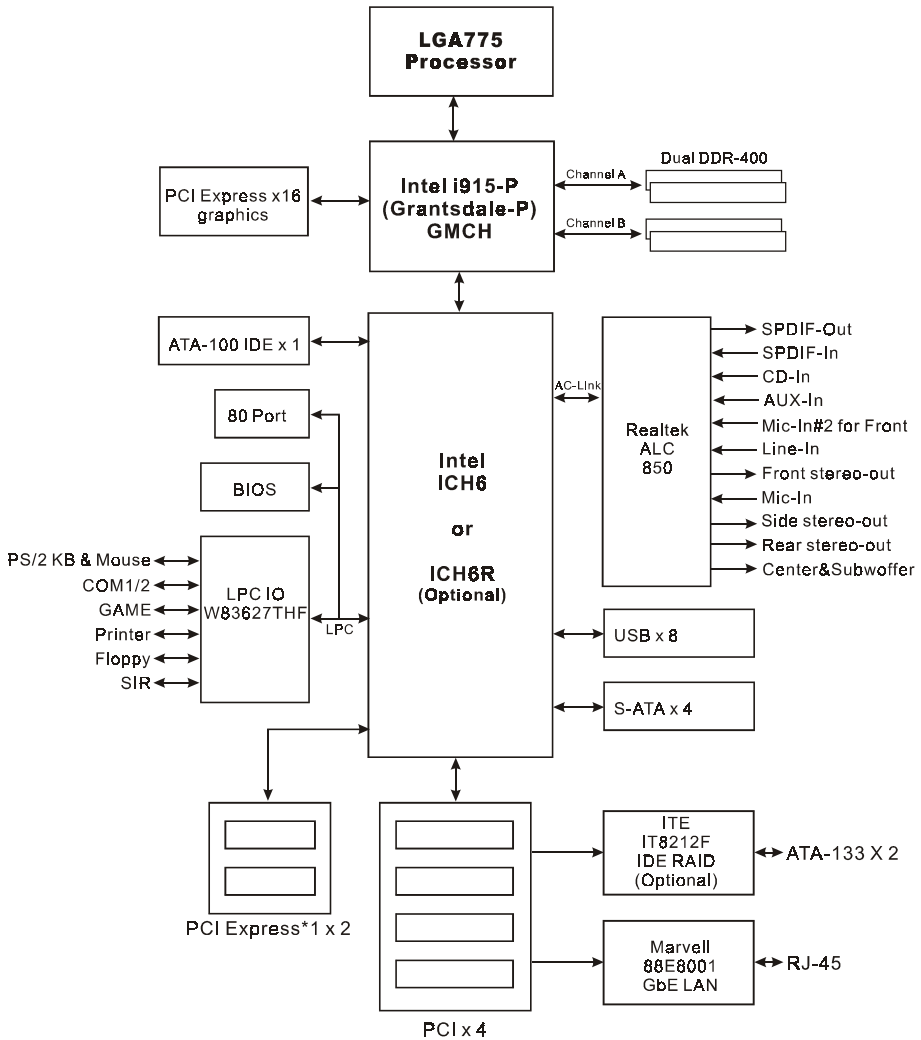 LGA775
Processor
Intel i915-P
(Grantsdale-P)
GMCH
PCI Express x16
graphics
Channel A
Channel B
Dual DDR-400
ATA-100 IDE x 1
80 Port
BIOS
PS/2 KB & Mouse
COM1/2
GAME
Printer
Floppy
SIR
LPC IO
W83627THF
LPC
Intel
ICH6
or
ICH6R
(Optional)
AC-Link
Realtek
ALC
850
SPDIF-Out
SPDIF-In
CD-In
AUX-In
Mic-In#2 for Front
Line-In
Front stereo-out
Mic-In
Side stereo-out
Rear stereo-out
Center&Subwoffer
USB x 8
S-ATA x 4
PCI Express*1 x 2
PCI x 4
ITE
IT8212F
IDE RAID
(Optional)
ATA-133 X 2
Marvell
88E8001
GbE LAN
RJ-45